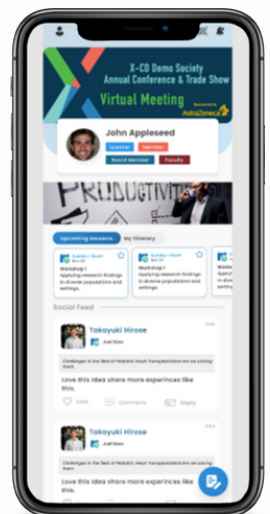 X-CD Demo Society
Annual Conference & Trade Show
Virtual Meeting
Sponsored by
AstraZeneca
John Appleseed
Speaker
Member
Board Member
Faculty
PRODUCTIVITY
Upcoming Sessions
My Itinerary
Workshop 1
Applying research findings
in diverse populations and
settings.
Workshop 1
Applying research findings
in diverse populations and
settings.
Social Feed
Takayuki Hirose
Just Now
Challenges in the field of Pediatric Heart Transplantation are we solving
them
Love this idea share more experinces like
this.
Like
Comments
Reply
Takayuki Hirose
Just Now
Challenges in the field of Pediatric Heart Transplantation are we solving
them
Love this idea share more experinces like
this.